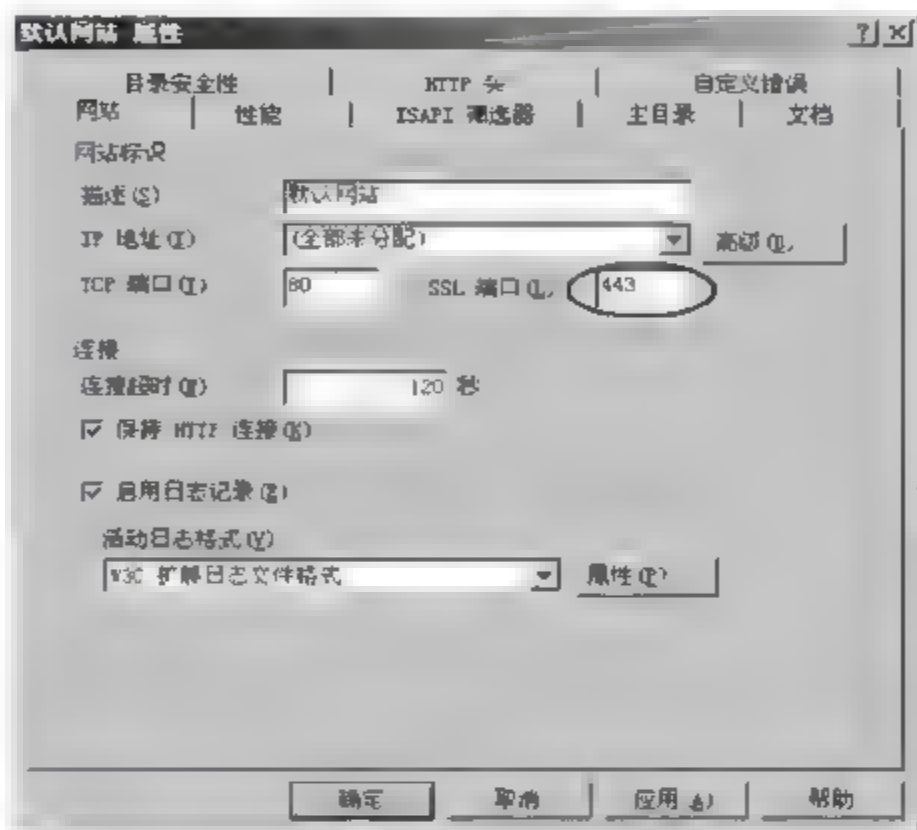 默认网站 属性
目录安全性 HTTP 头 自定义错误
网站 性能 ISAPI 筛选器 主目录 文档
网站标识
描述(S) 默认网站
IP 地址(I) (全部未分配) 高级(D)
TCP 端口(T) 80 SSL 端口(L) 443
连接
连接超时(N) 120 秒
保持 HTTP 连接(K)
启用日志记录(E)
活动日志格式(V)
W3C 扩展日志文件格式 属性(P)
确定 取消 应用(A) 帮助